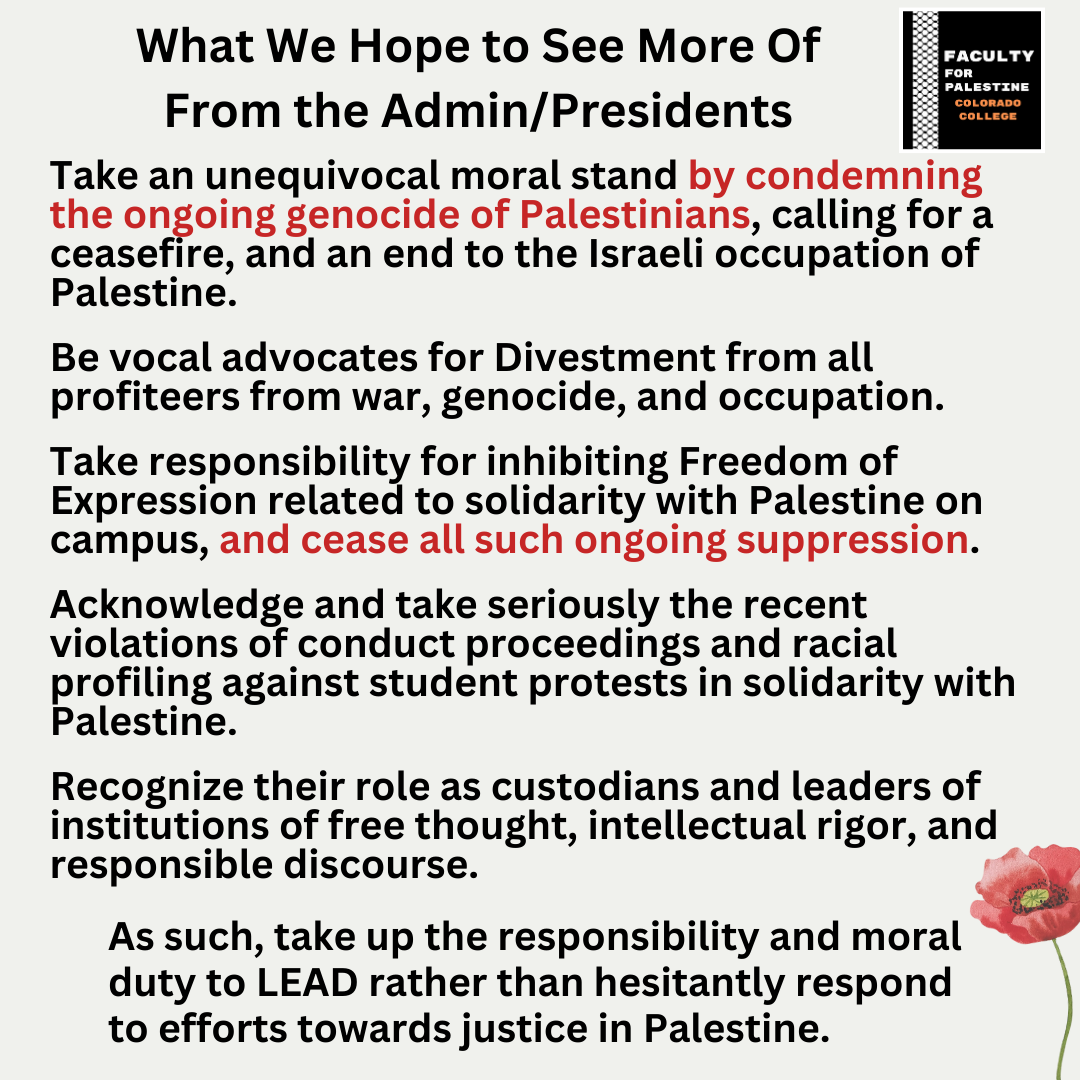 What We Hope to See More Of
From the Admin/Presidents
FACULTY
FOR
PALESTINE
COLORADO
COLLEGE
Take an unequivocal moral stand by condemning
the ongoing genocide of Palestinians, calling for a
ceasefire, and an end to the Israeli occupation of
Palestine.
Be vocal advocates for Divestment from all
profiteers from war, genocide, and occupation.
Take responsibility for inhibiting Freedom of
Expression related to solidarity with Palestine on
campus, and cease all such ongoing suppression.
Acknowledge and take seriously the recent
violations of conduct proceedings and racial
profiling against student protests in solidarity with
Palestine.
Recognize their role as custodians and leaders of
institutions of free thought, intellectual rigor, and
responsible discourse.
As such, take up the responsibility and moral
duty to LEAD rather than hesitantly respond
to efforts towards justice in Palestine.